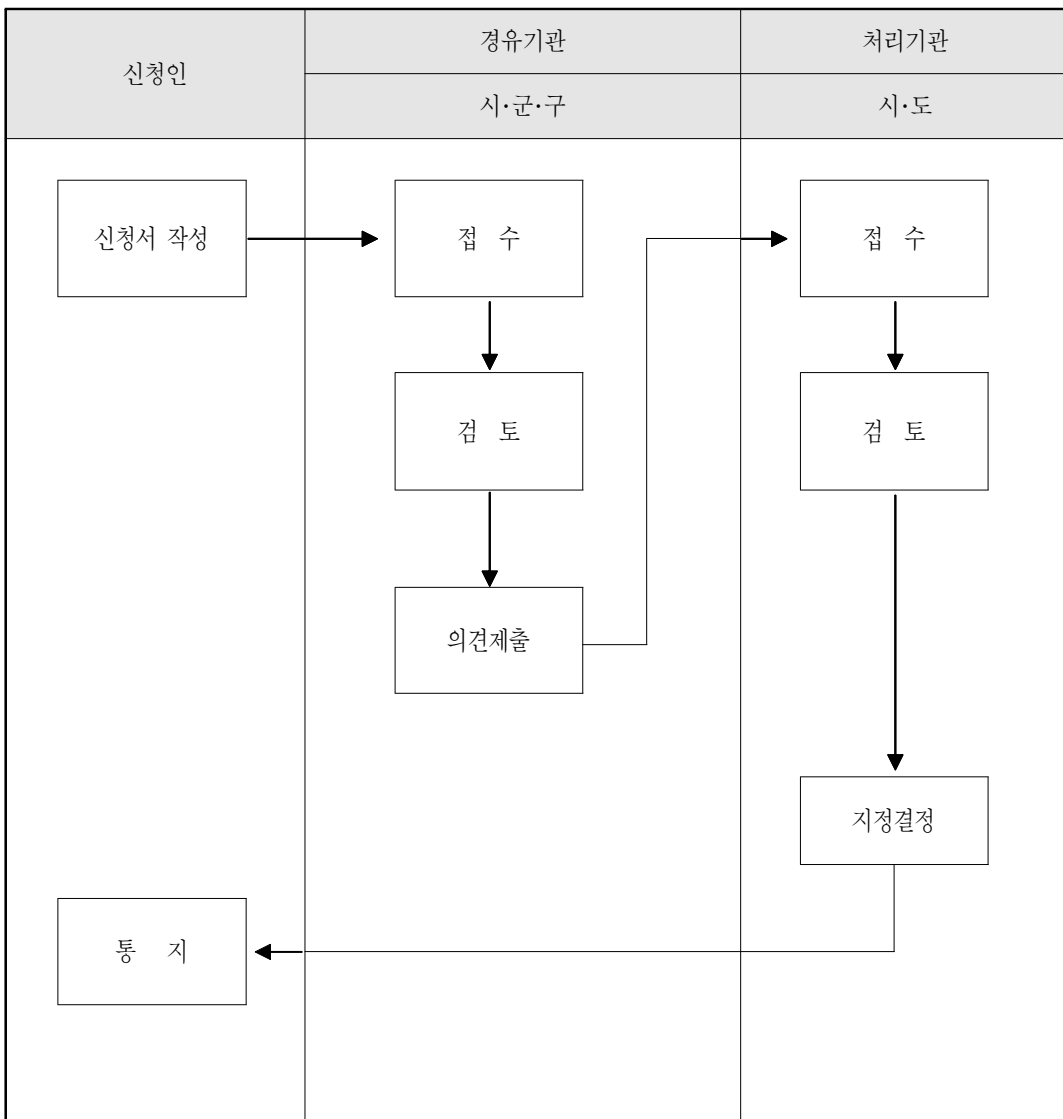 신청인
경유기관
처리기관
시·군·구
시·도
신청서 작성
접 수
접 수
검 토
검 토
의견제출
지정결정
통 지